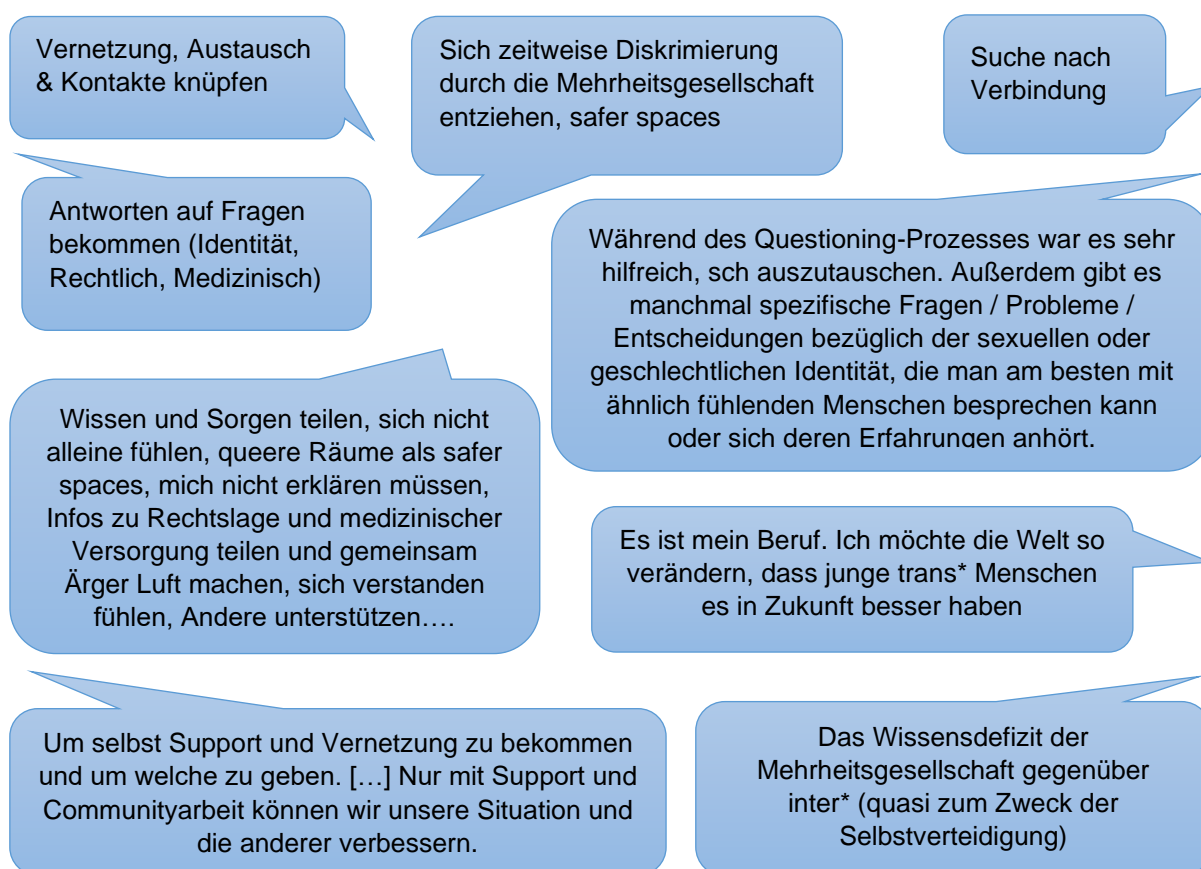 Vernetzung, Austausch
& Kontakte knüpfen
Sich zeitweise Diskrimierung
durch die Mehrheitsgesellschaft
entziehen, safer spaces
Suche nach
Verbindung
Antworten auf Fragen
bekommen (Identität,
Rechtlich, Medizinisch)
Während des Questioning-Prozesses war es sehr
hilfreich, sch auszutauschen. Außerdem gibt es
manchmal spezifische Fragen / Probleme /
Entscheidungen bezüglich der sexuellen oder
geschlechtlichen Identität, die man am besten mit
ähnlich fühlenden Menschen besprechen kann
oder sich deren Erfahrungen anhört.
Wissen und Sorgen teilen, sich nicht
alleine fühlen, queere Räume als safer
spaces, mich nicht erklären müssen,
Infos zu Rechtslage und medizinischer
Versorgung teilen und gemeinsam
Ärger Luft machen, sich verstanden
fühlen, Andere unterstützen….
Es ist mein Beruf. Ich möchte die Welt so
verändern, dass junge trans* Menschen
es in Zukunft besser haben
Um selbst Support und Vernetzung zu bekommen
und um welche zu geben. […] Nur mit Support und
Communityarbeit können wir unsere Situation und
die anderer verbessern.
Das Wissensdefizit der
Mehrheitsgesellschaft gegenüber
inter* (quasi zum Zweck der
Selbstverteidigung)